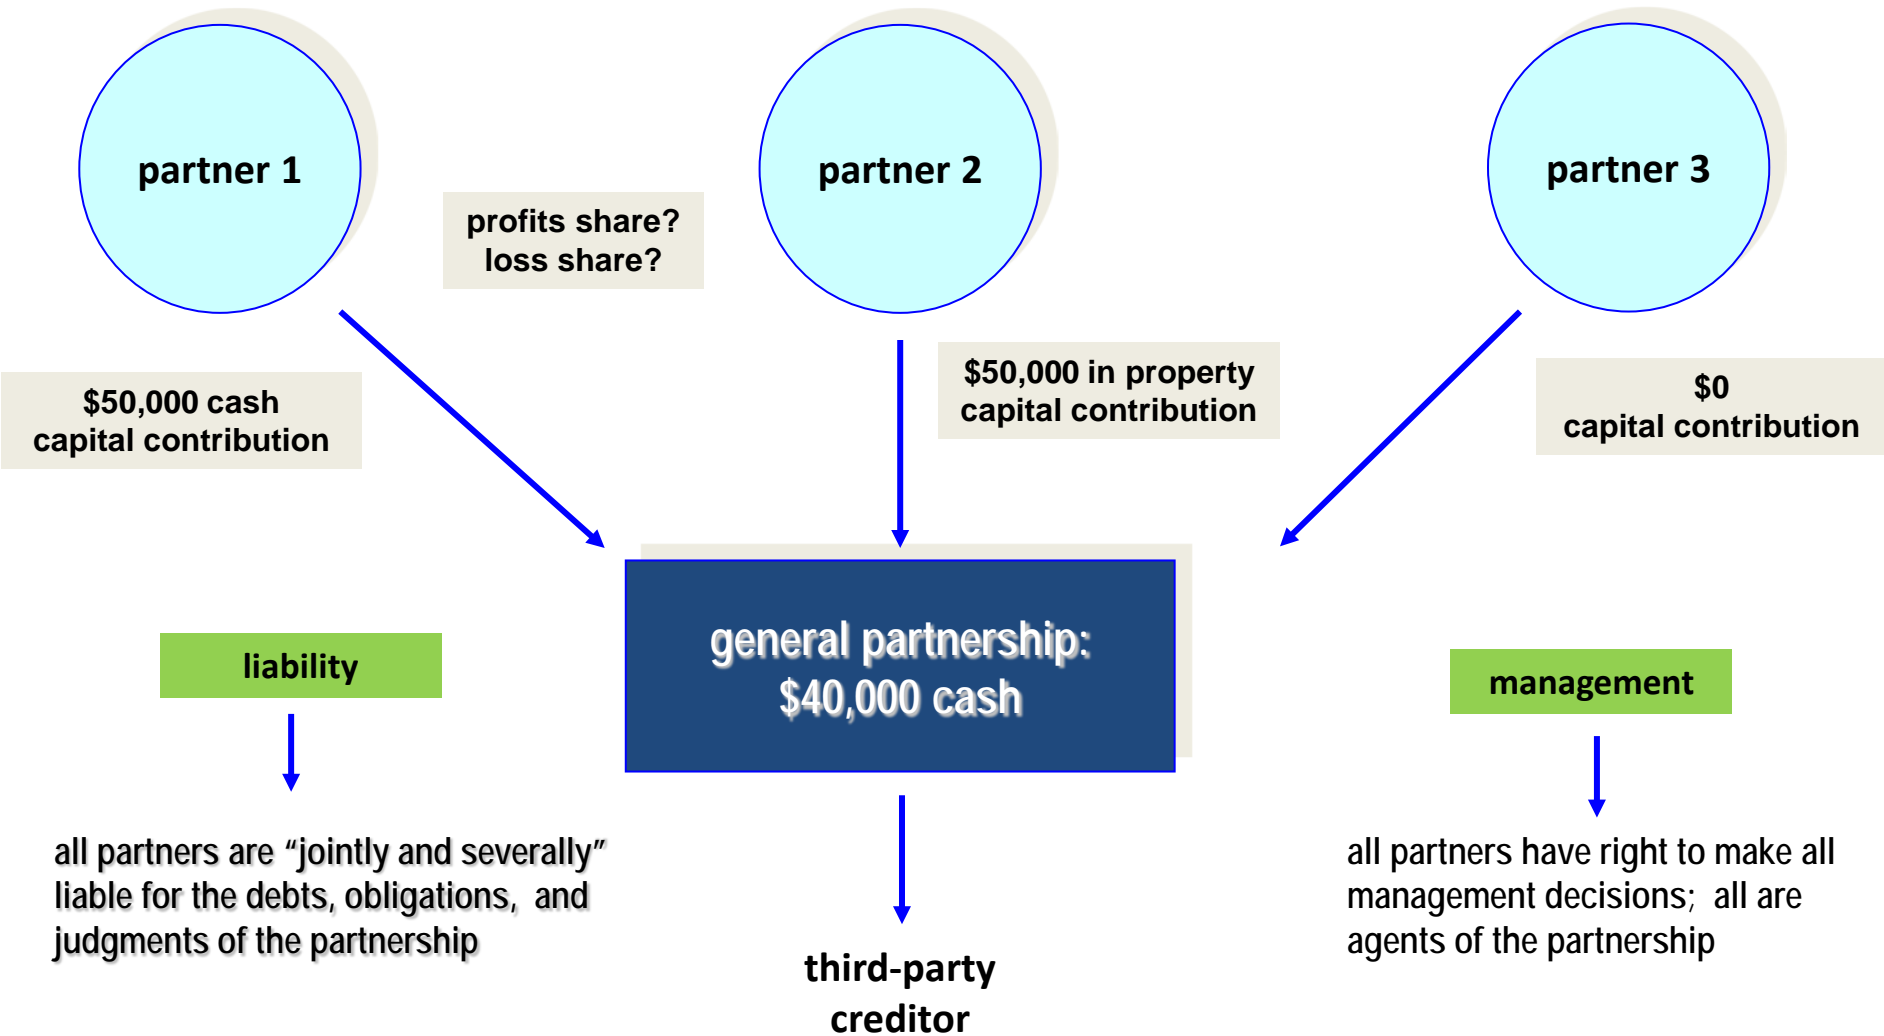 partner 1
partner 2
partner 3
profits share?
loss share?
$50,000 cash
capital contribution
$50,000 in property
capital contribution
$0
capital contribution
general partnership:
$40,000 cash
liability
management
all partners are “jointly and severally”
liable for the debts, obligations, and
judgments of the partnership
all partners have right to make all
management decisions; all are
agents of the partnership
third-party
creditor